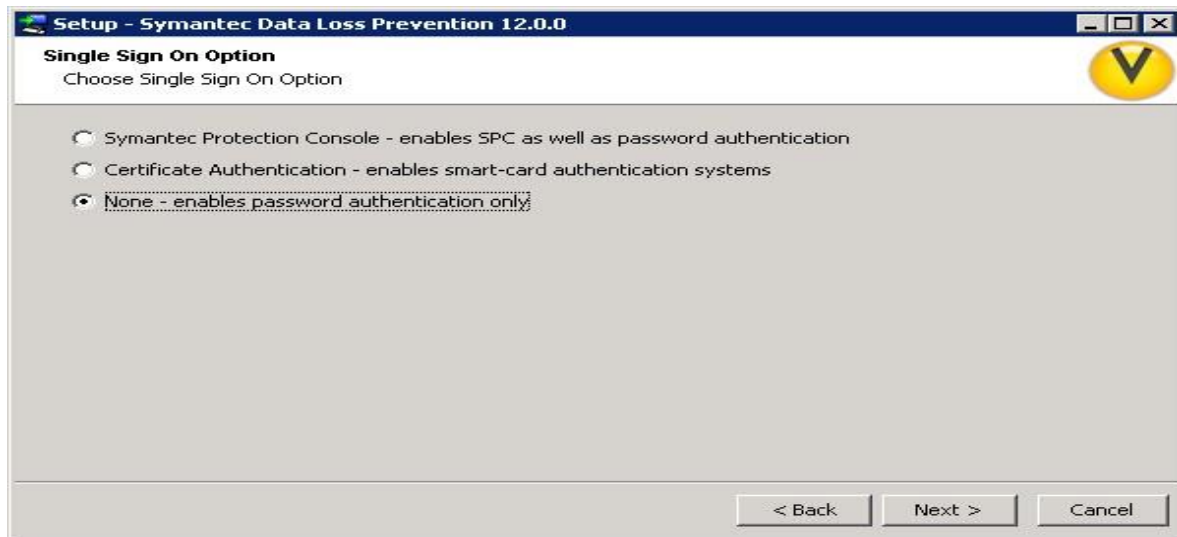 Setup - Symantec Data Loss Prevention 12.0.0
Single Sign On Option
Choose Single Sign On Option
V
Symantec Protection Console - enables SPC as well as password authentication
Certificate Authentication - enables smart-card authentication systems
None - enables password authentication only
< Back Next > Cancel